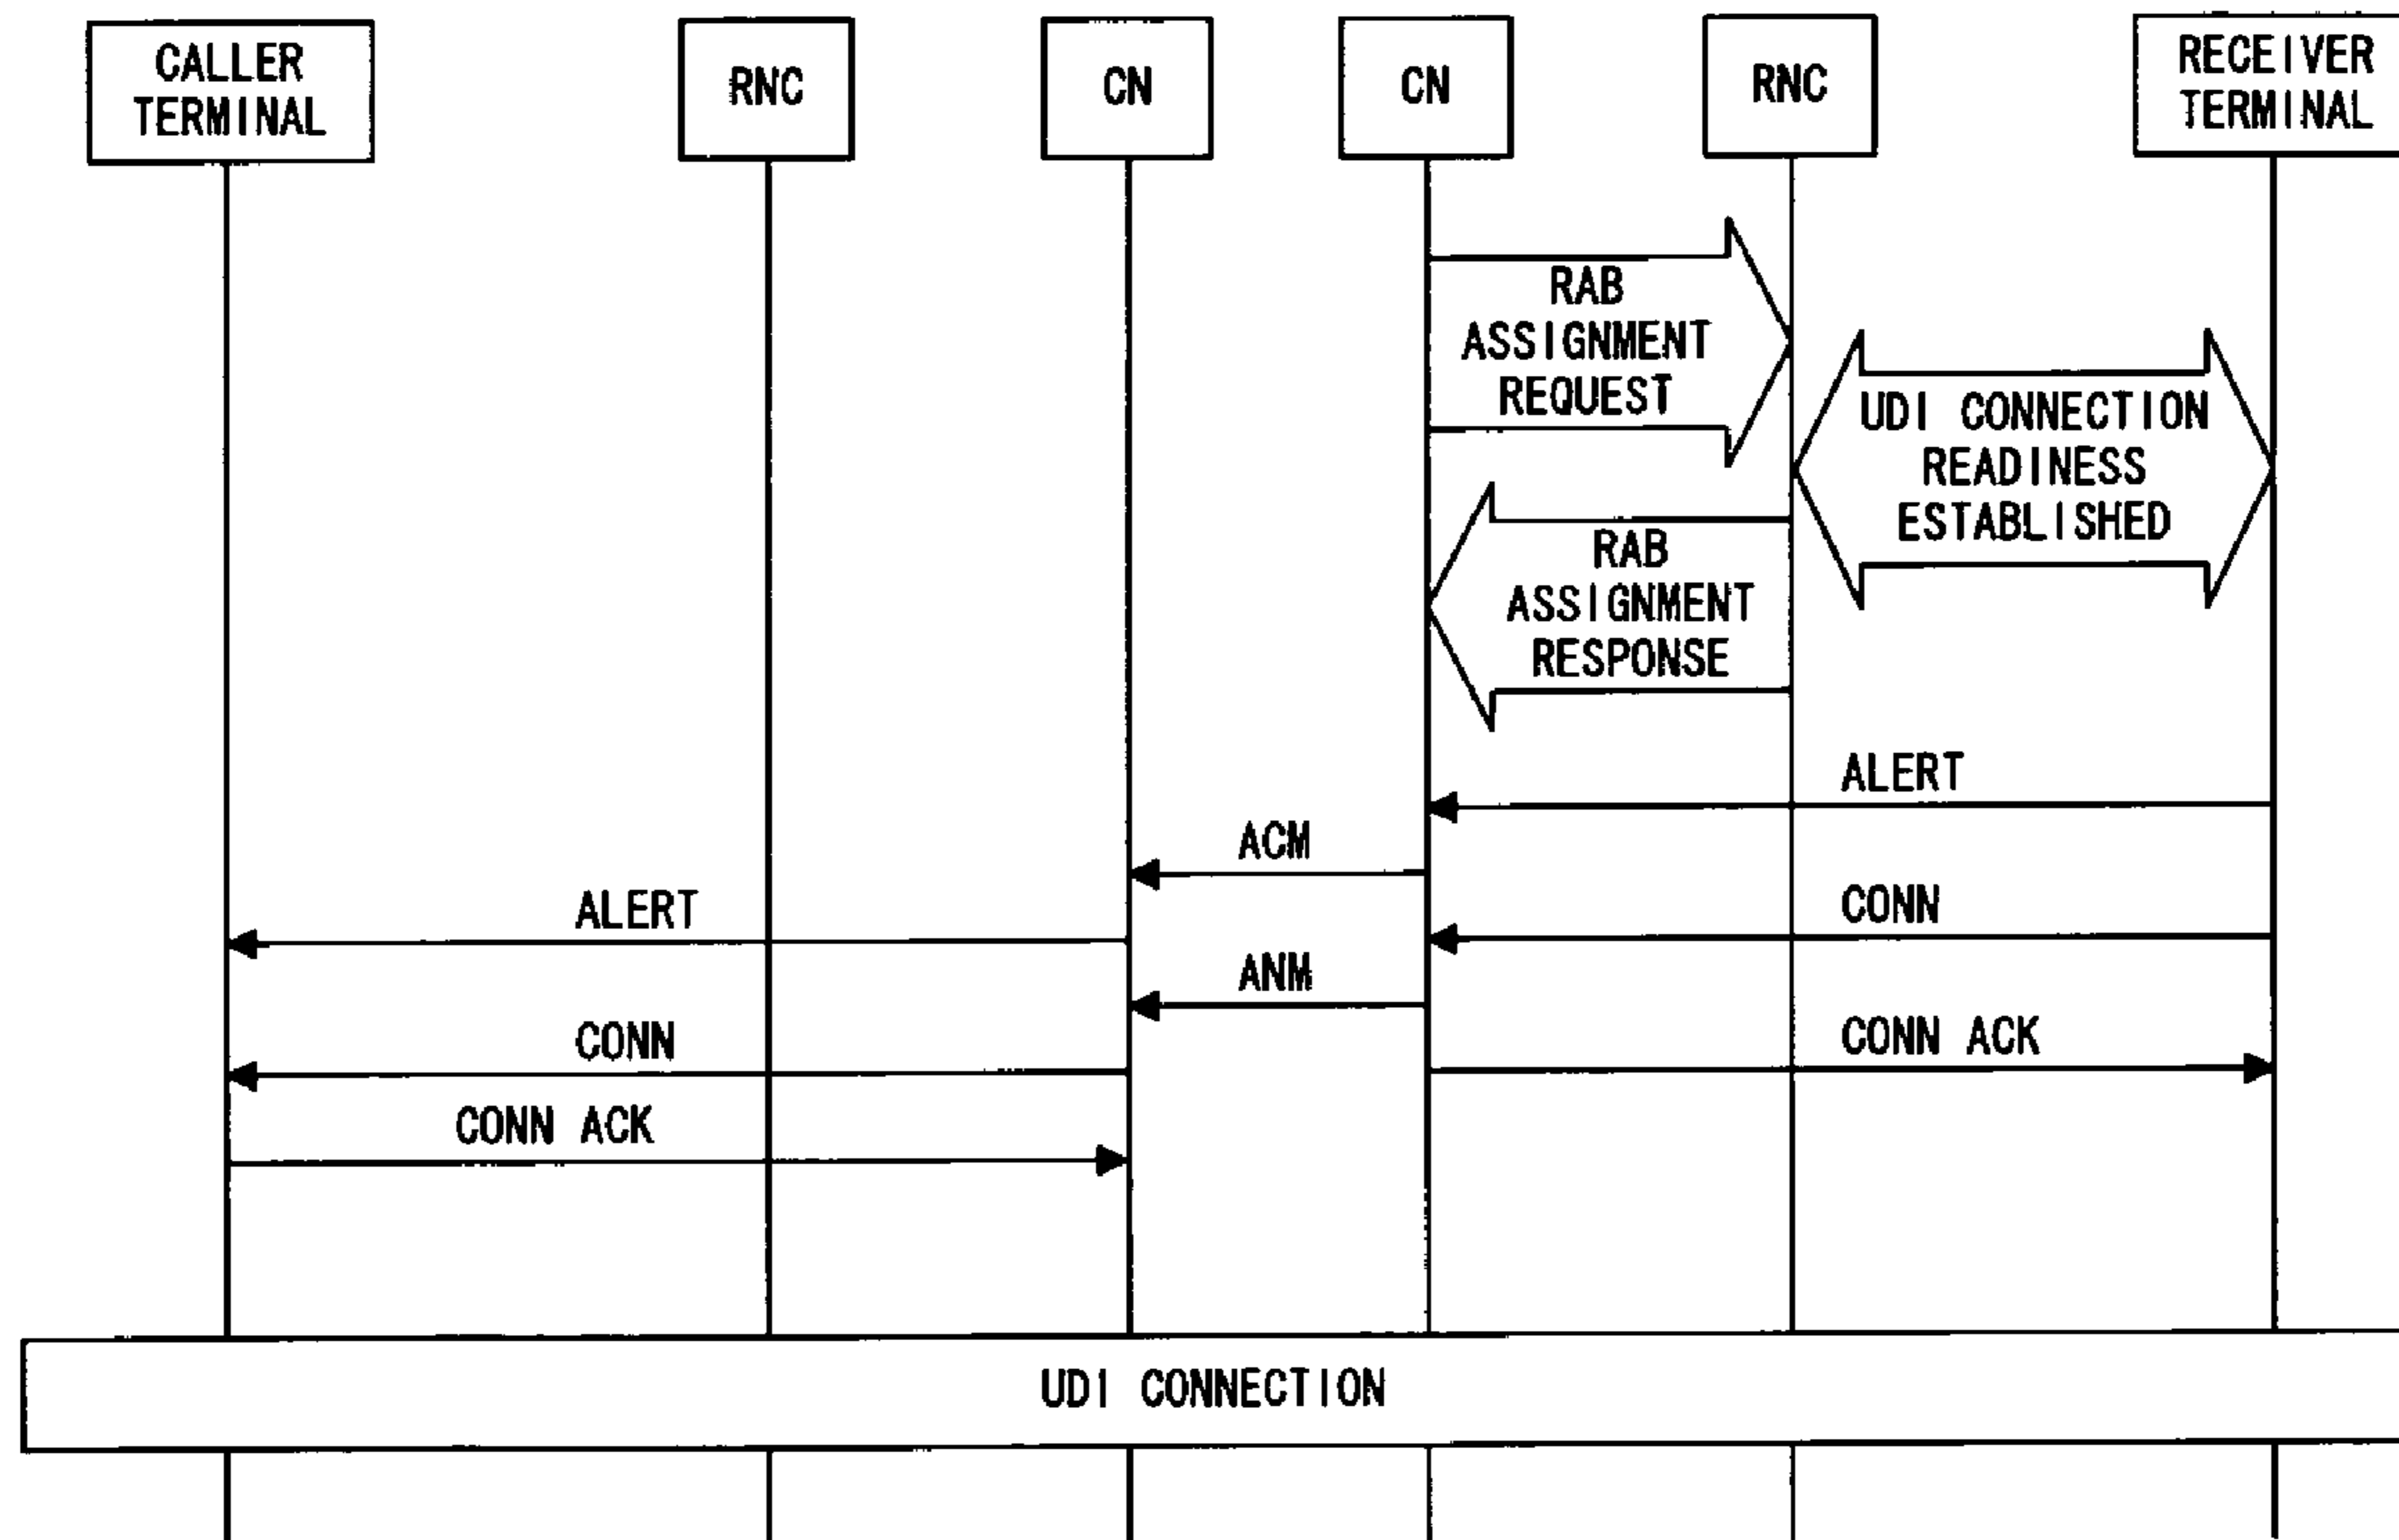 CALLER
TERMINAL
RNC
CN
CN
RNC
RECEIVER
TERMINAL
RAB
ASSIGNMENT
REQUEST
UDI CONNECTION
READINESS
ESTABLISHED
RAB
ASSIGNMENT
RESPONSE
ALERT
ACM
ALERT
CONN
ANM
CONN
CONN ACK
CONN ACK
UDI CONNECTION